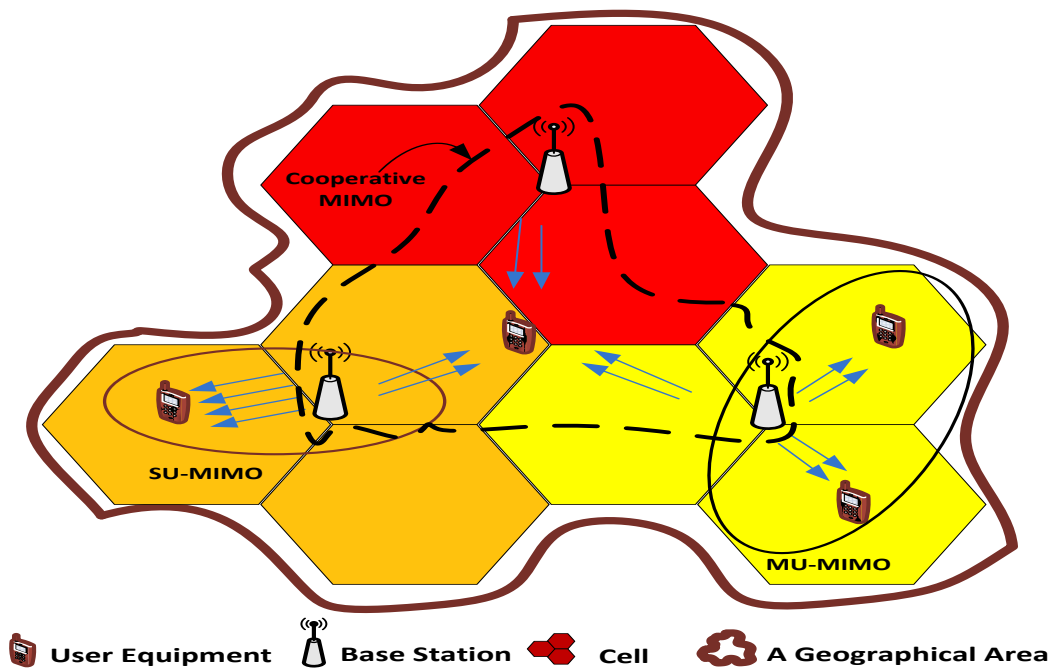 Cooperative
MIMO
SU-MIMO
MU-MIMO
User Equipment
Base Station
Cell
A Geographical Area